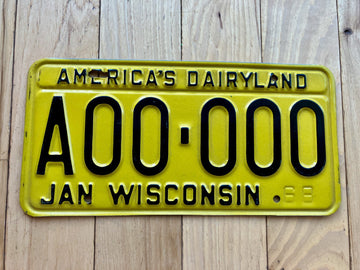 AMERICA'S DAIRYLAND
A00-000
JAN WISCONSIN